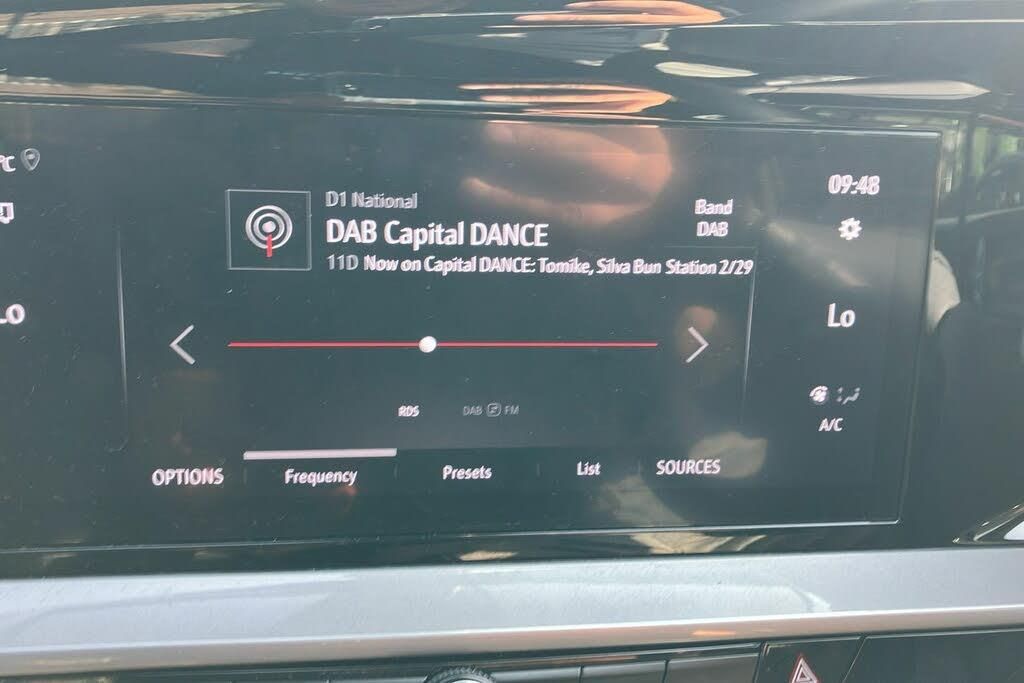 °C
09:48
D1 National
DAB Capital DANCE
Band
DAB
11D Now on Capital DANCE: Tomike, Silva Bun Station 2/29
Lo
Lo
RDS
DAB FM
A/C
OPTIONS
Frequency
Presets
List
SOURCES